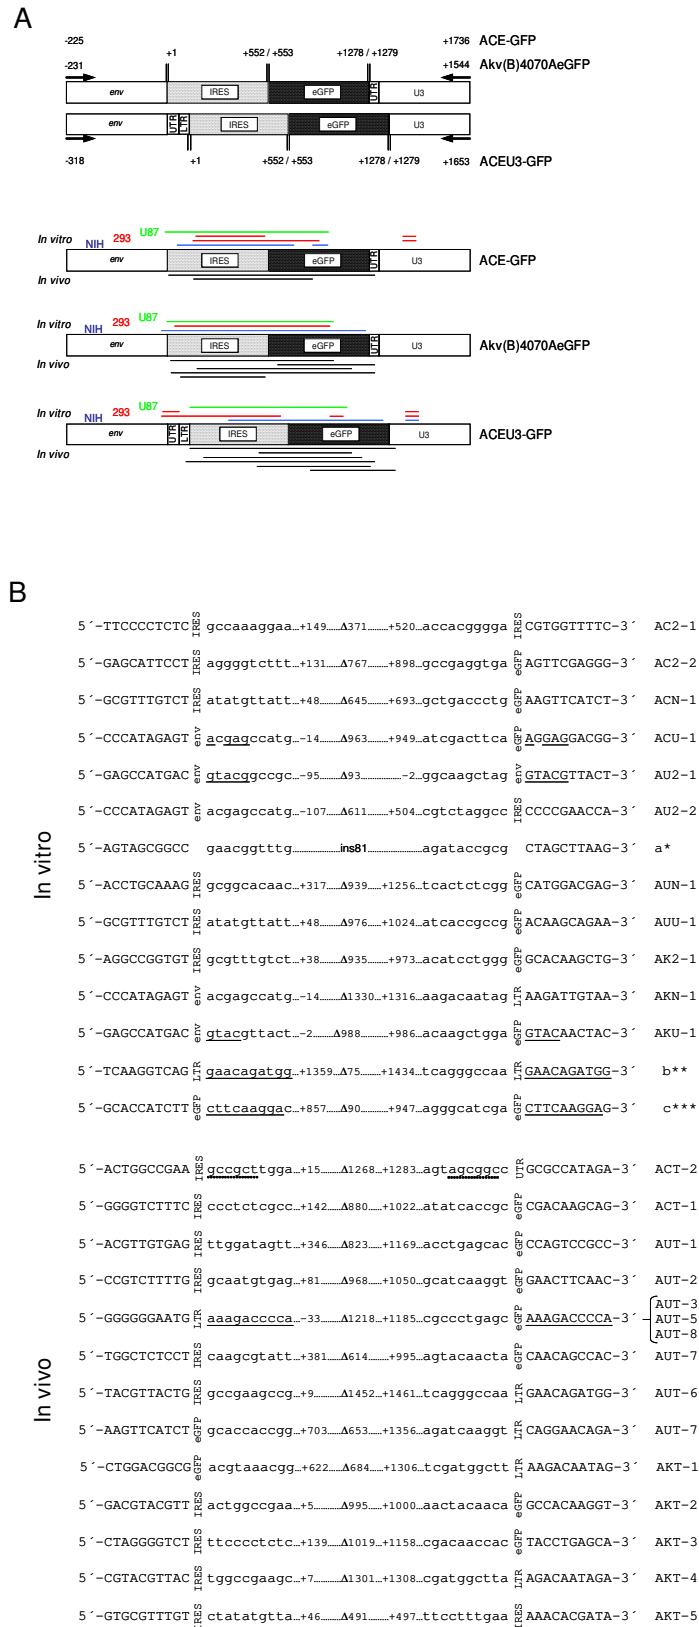 A
-225 +1 +552 / +553 +1278 / +1279 +1736 ACE-GFP
-231 +1544 Akv(B)4070AeGFP
env IRES eGFP UTR U3
env UTR LTR IRES eGFP U3
-318 +1 +552 / +553 +1278 / +1279 +1653 ACEU3-GFP
In vitro NIH 293 U87
env IRES eGFP UTR U3 ACE-GFP
In vivo
In vitro NIH 293 U87
env IRES eGFP UTR U3 Akv(B)4070AeGFP
In vivo
In vitro NIH 293 U87
env UTR LTR IRES eGFP U3 ACEU3-GFP
In vivo
B
In vitro
5´-TTCCCCTCTC IRES gccaaaggaa…+149………Δ371………+520…accacgggga IRES CGTGGTTTTC-3´ AC2-1
5´-GAGCATTCCT IRES aggggtcttt…+131………Δ767………+898…gccgaggtga eGFP AGTTCGAGGG-3´ AC2-2
5´-GCGTTTGTCT IRES atatgttatt…+48………Δ645………+693…gctgaccctg eGFP AAGTTCATCT-3´ ACN-1
5´-CCCATAGAGT env acgagccatg…-14………Δ963………+949…atcgacttca eGFP AGGAGGACGG-3´ ACU-1
5´-GAGCCATGAC env gtacggccgc…-95………Δ93…………-2…ggcaagctag env GTACGTTACT-3´ AU2-1
5´-CCCATAGAGT env acgagccatg…-107………Δ611………+504…cgtctaggcc IRES CCCCGAACCA-3´ AU2-2
5´-AGTAGCGGCC gaacggtttg…………………ins81…………………agataccgcg CTAGCTTAAG-3´ a*
5´-ACCTGCAAAG IRES gcggcacaac…+317………Δ939………+1256…tcactctcgg eGFP CATGGACGAG-3´ AUN-1
5´-GCGTTTGTCT IRES atatgttatt…+48………Δ976………+1024…atcaccgccg eGFP ACAAGCAGAA-3´ AUU-1
5´-AGGCCGGTGT IRES gcgtttgtct…+38………Δ935………+973…acatcctggg eGFP GCACAAGCTG-3´ AK2-1
5´-CCCATAGAGT env acgagccatg…-14………Δ1330………+1316…aagacaatag LTR AAGATTGTAA-3´ AKN-1
5´-GAGCCATGAC env gtacgttact…-2………Δ988………+986…acaagctgga eGFP GTACAACTAC-3´ AKU-1
5´-TCAAGGTCAG LTR gaacagatgg…+1359………Δ75………+1434…tcagggccaa LTR GAACAGATGG-3´ b**
5´-GCACCATCTT eGFP cttcaaggac…+857………Δ90………+947…agggcatcga eGFP CTTCAAGGAG-3´ c***
In vivo
5´-ACTGGCCGAA IRES gccgcttgga…+15………Δ1268………+1283…agtagcggcc UTR GCGCCATAGA-3´ ACT-2
5´-GGGGTCTTTC IRES ccctctcgcc…+142………Δ880………+1022…atatcaccgc eGFP CGACAAGCAG-3´ ACT-1
5´-ACGTTGTGAG IRES ttggatagtt…+346………Δ823………+1169…acctgagcac eGFP CCAGTCCGCC-3´ AUT-1
5´-CCGTCTTTTG IRES gcaatgtgag…+81………Δ968………+1050…gcatcaaggt eGFP GAACTTCAAC-3´ AUT-2
5´-GGGGGGAATG LTR aaagacccca…-33………Δ1218………+1185…cgccctgagc eGFP AAAGACCCCA-3´ AUT-3 AUT-5 AUT-8
5´-TGGCTCTCCT IRES caagcgtatt…+381………Δ614………+995…agtacaacta eGFP CAACAGCCAC-3´ AUT-7
5´-TACGTTACTG IRES gccgaagccg…+9………Δ1452………+1461…tcagggccaa LTR GAACAGATGG-3´ AUT-6
5´-AAGTTCATCT eGFP gcaccaccgg…+703………Δ653………+1356…agatcaaggt LTR CAGGAACAGA-3´ AUT-7
5´-CTGGACGGCG eGFP acgtaaacgg…+622………Δ684………+1306…tcgatggctt LTR AAGACAATAG-3´ AKT-1
5´-GACGTACGTT IRES actggccgaa…+5………Δ995………+1000…aactacaaca eGFP GCCACAAGGT-3´ AKT-2
5´-CTAGGGGTCT IRES ttcccctctc…+139………Δ1019………+1158…cgacaaccac eGFP TACCTGAGCA-3´ AKT-3
5´-CGTACGTTAC IRES tggccgaagc…+7………Δ1301………+1308…cgatggctta LTR AGACAATAGA-3´ AKT-4
5´-GTGCGTTTGT IRES ctatatgtta…+46………Δ491………+497…ttcctttgaa IRES AAACACGATA-3´ AKT-5